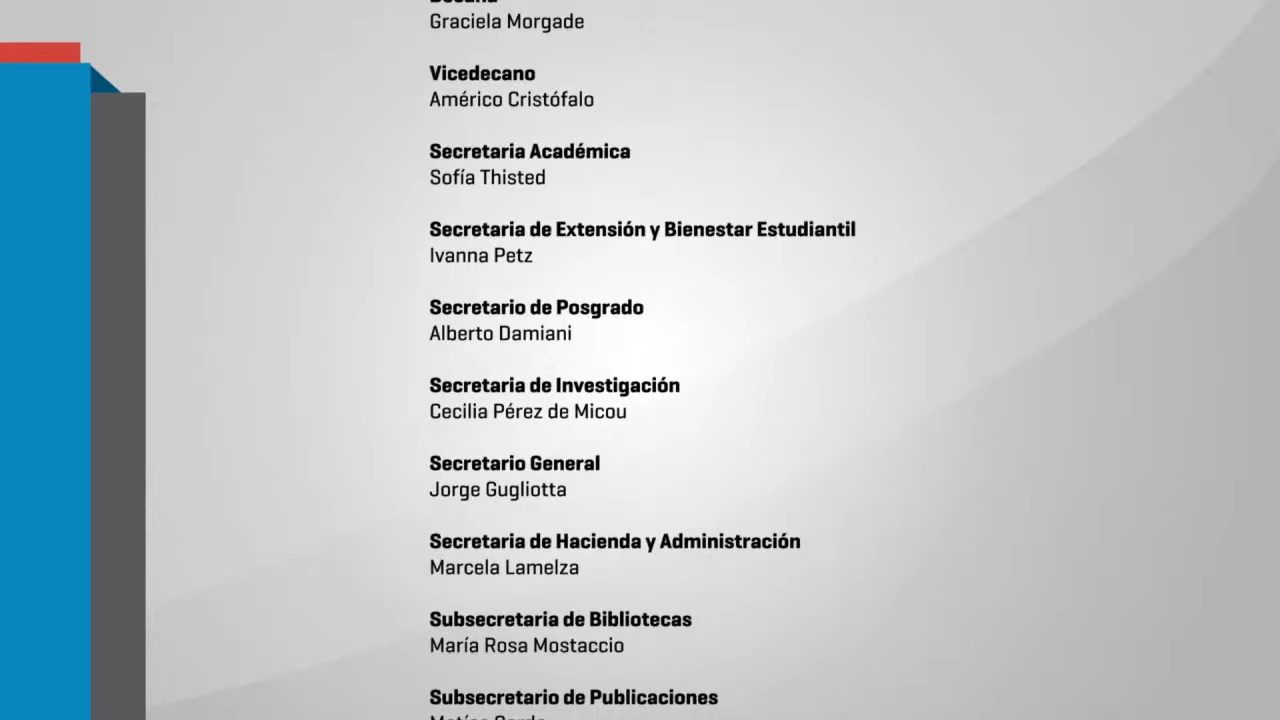 Graciela Morgade
Vicedecano
Américo Cristófalo
Secretaria Académica
Sofía Thisted
Secretaria de Extensión y Bienestar Estudiantil
Ivanna Petz
Secretario de Posgrado
Alberto Damiani
Secretaria de Investigación
Cecilia Pérez de Micou
Secretario General
Jorge Gugliotta
Secretaria de Hacienda y Administración
Marcela Lamelza
Subsecretaria de Bibliotecas
María Rosa Mostaccio
Subsecretario de Publicaciones